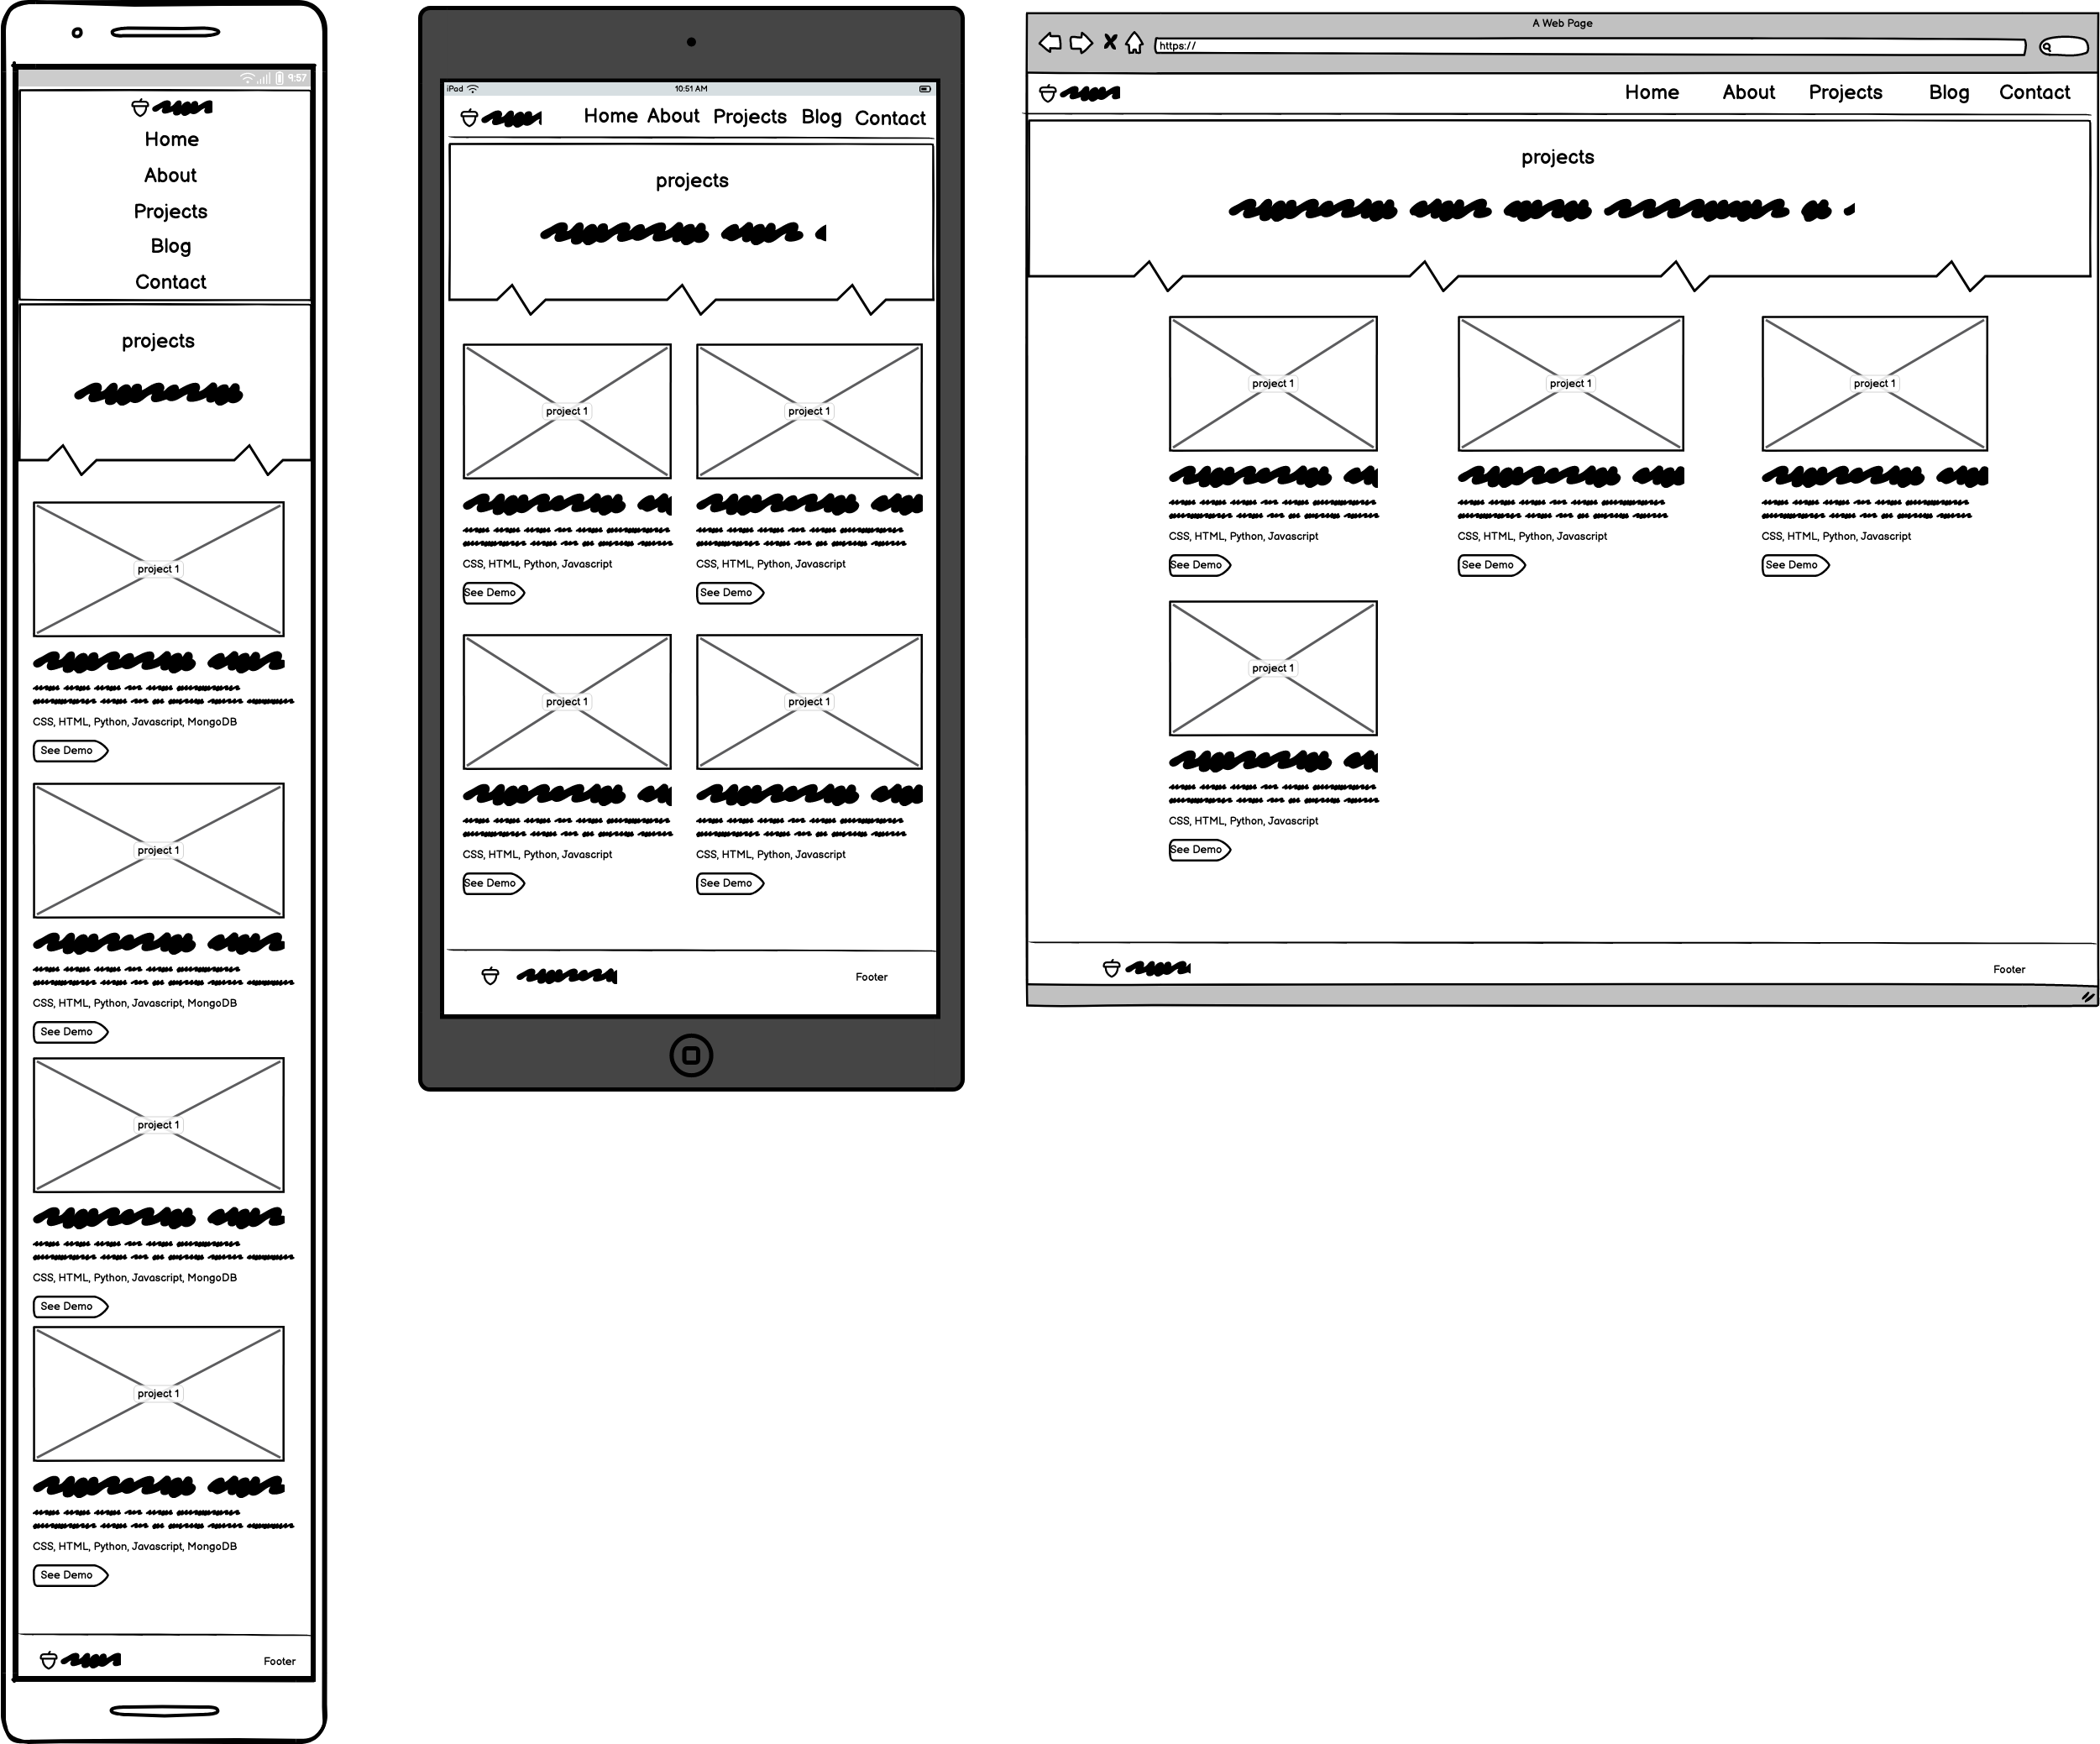 9:57
Home
About
Projects
Blog
Contact
projects
project 1
CSS, HTML, Python, Javascript, MongoDB
See Demo
project 1
CSS, HTML, Python, Javascript, MongoDB
See Demo
project 1
CSS, HTML, Python, Javascript, MongoDB
See Demo
project 1
CSS, HTML, Python, Javascript, MongoDB
See Demo
Footer
iPod 10:51 AM
Home About Projects Blog Contact
projects
project 1 project 1
CSS, HTML, Python, Javascript CSS, HTML, Python, Javascript
See Demo See Demo
project 1 project 1
CSS, HTML, Python, Javascript CSS, HTML, Python, Javascript
See Demo See Demo
Footer
A Web Page
https://
Home About Projects Blog Contact
projects
project 1 project 1 project 1
CSS, HTML, Python, Javascript CSS, HTML, Python, Javascript CSS, HTML, Python, Javascript
See Demo See Demo See Demo
project 1
CSS, HTML, Python, Javascript
See Demo
Footer